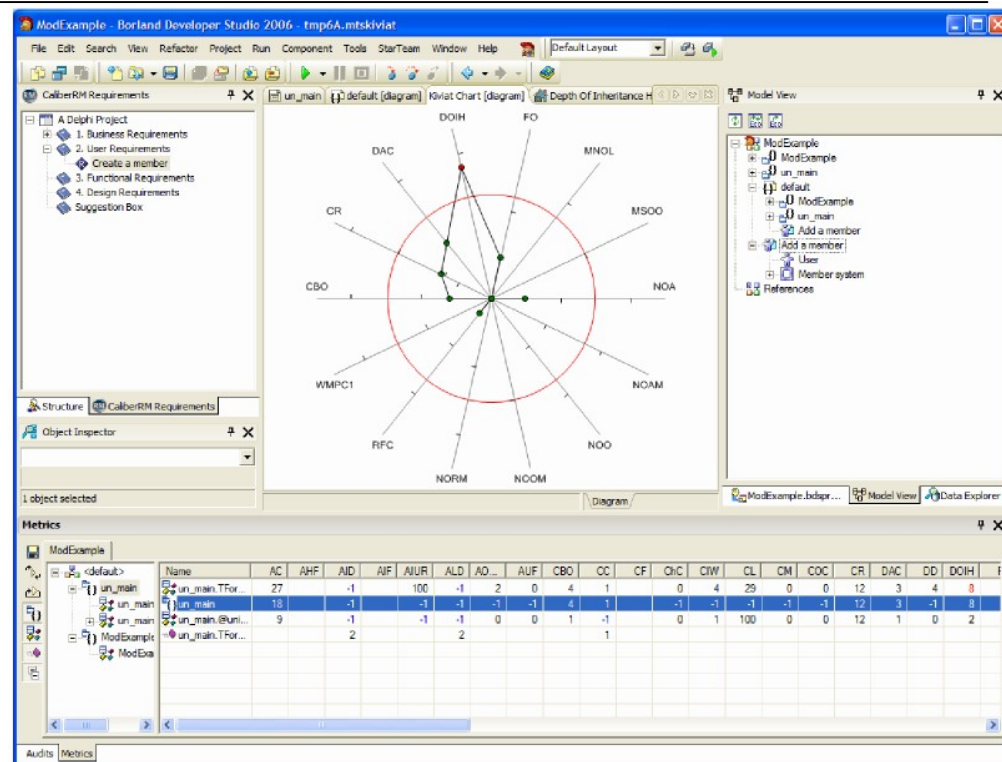 ModExample - Borland Developer Studio 2006 - tmp6A.mtskiviat
File Edit Search View Refactor Project Run Component Tools StarTeam Window Help Default Layout
CaliberRM Requirements
A Delphi Project
1. Business Requirements
2. User Requirements
Create a member
3. Functional Requirements
4. Design Requirements
Suggestion Box
Structure CaliberRM Requirements
Object Inspector
1 object selected
un_main default [diagram] Kiviat Chart [diagram] Depth Of Inheritance H
DOIH FO
DAC MNOL
CR MSOO
CBO NOA
WMPC1 NOAM
RFC NOO
NORM NOOM
Diagram
Model View
ModExample
ModExample
un_main
default
ModExample
un_main
Add a member
Add a member
User
Member system
References
ModExample.bdspr... Model View Data Explorer
Metrics
ModExample
<default>
un_main
un_main
un_main
ModExample
ModExa
Name AC AHF AID AIF AIUR ALD AO... AUF CBO CC CF ChC CIW CL CM COC CR DAC DD DOIH F
un_main.TFor... 27 -1 100 -1 2 0 4 1 0 4 29 0 0 12 3 4 8
un_main 18 -1 -1 -1 -1 -1 4 1 -1 -1 -1 -1 -1 12 3 -1 8
un_main.@uni... 9 -1 -1 -1 0 0 1 -1 0 1 100 0 0 12 1 0 2
un_main.TFor... 2 2 1
Audits Metrics